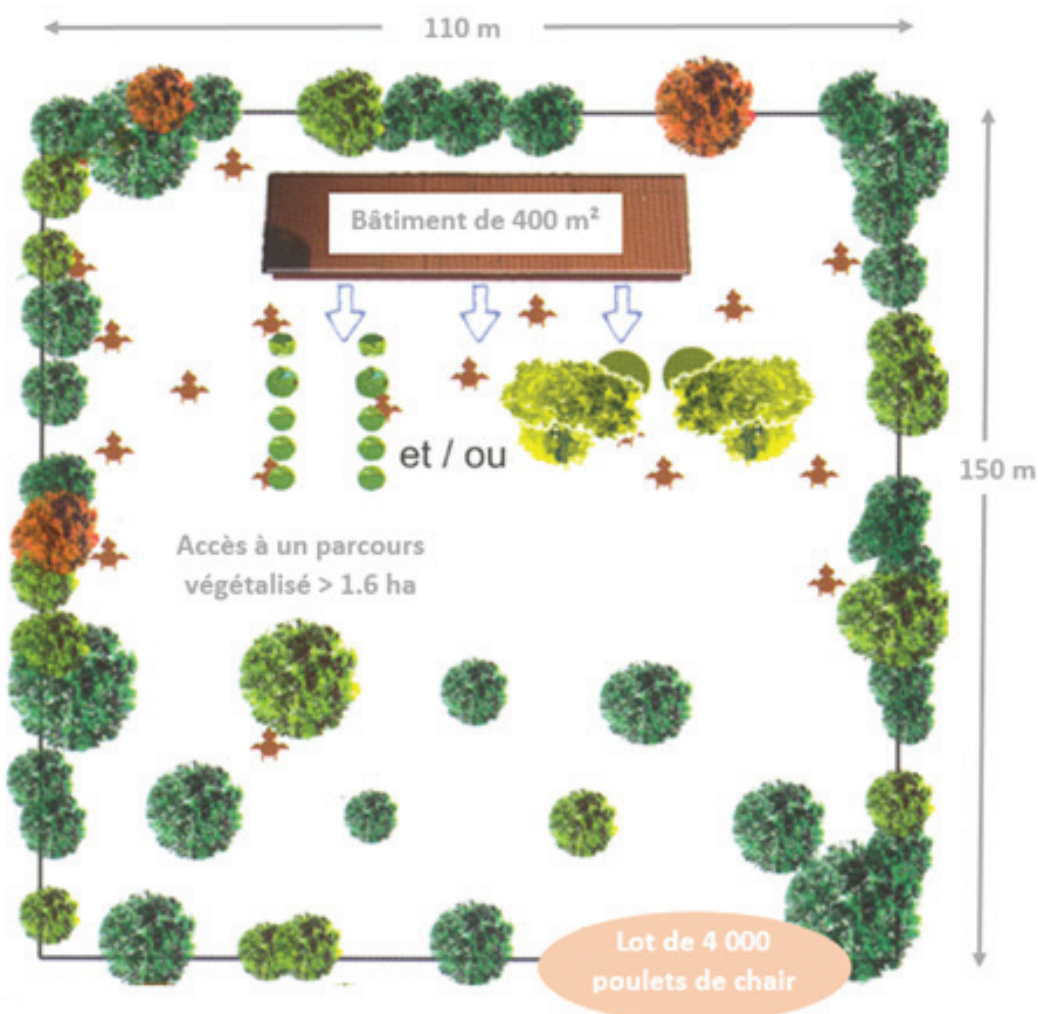 110 m
Bâtiment de 400 m²
et / ou
150 m
Accès à un parcours
végétalisé > 1.6 ha
Lot de 4 000
poulets de chair